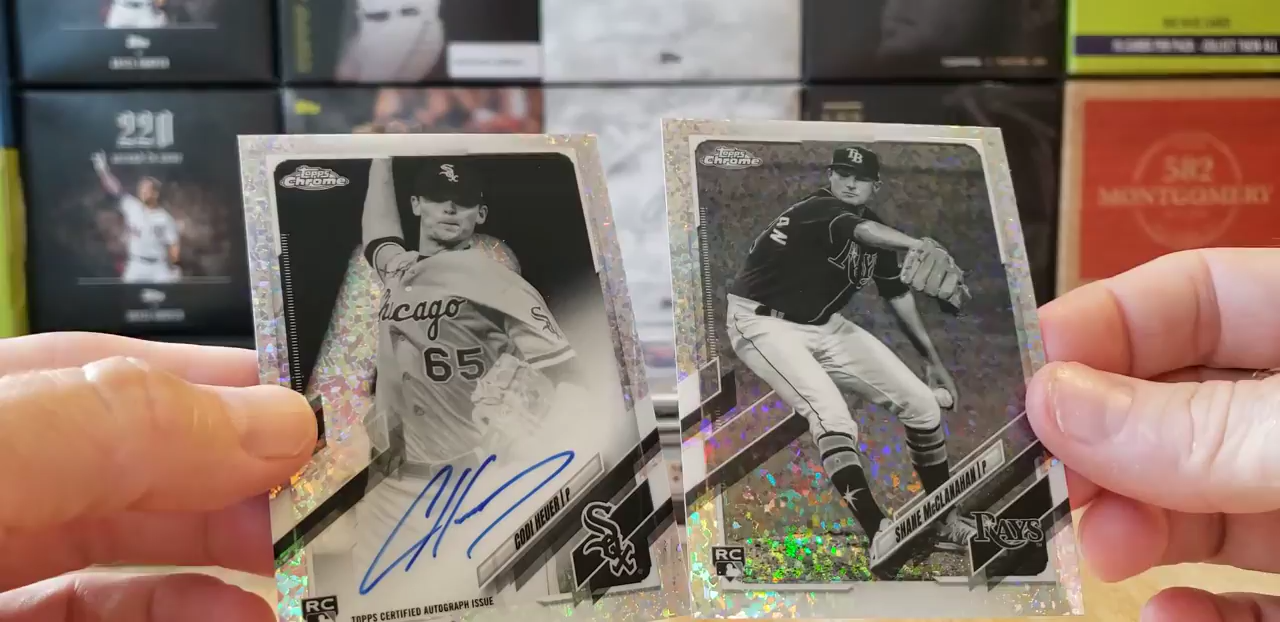 220
582
MONTGOMERY
Topps
Chrome
Chicago
65
CODI HEUER | P
Sox
RC
TOPPS CERTIFIED AUTOGRAPH ISSUE
Topps
Chrome
TB
AN
SHANE McCLANAHAN | P
RAYS
RC